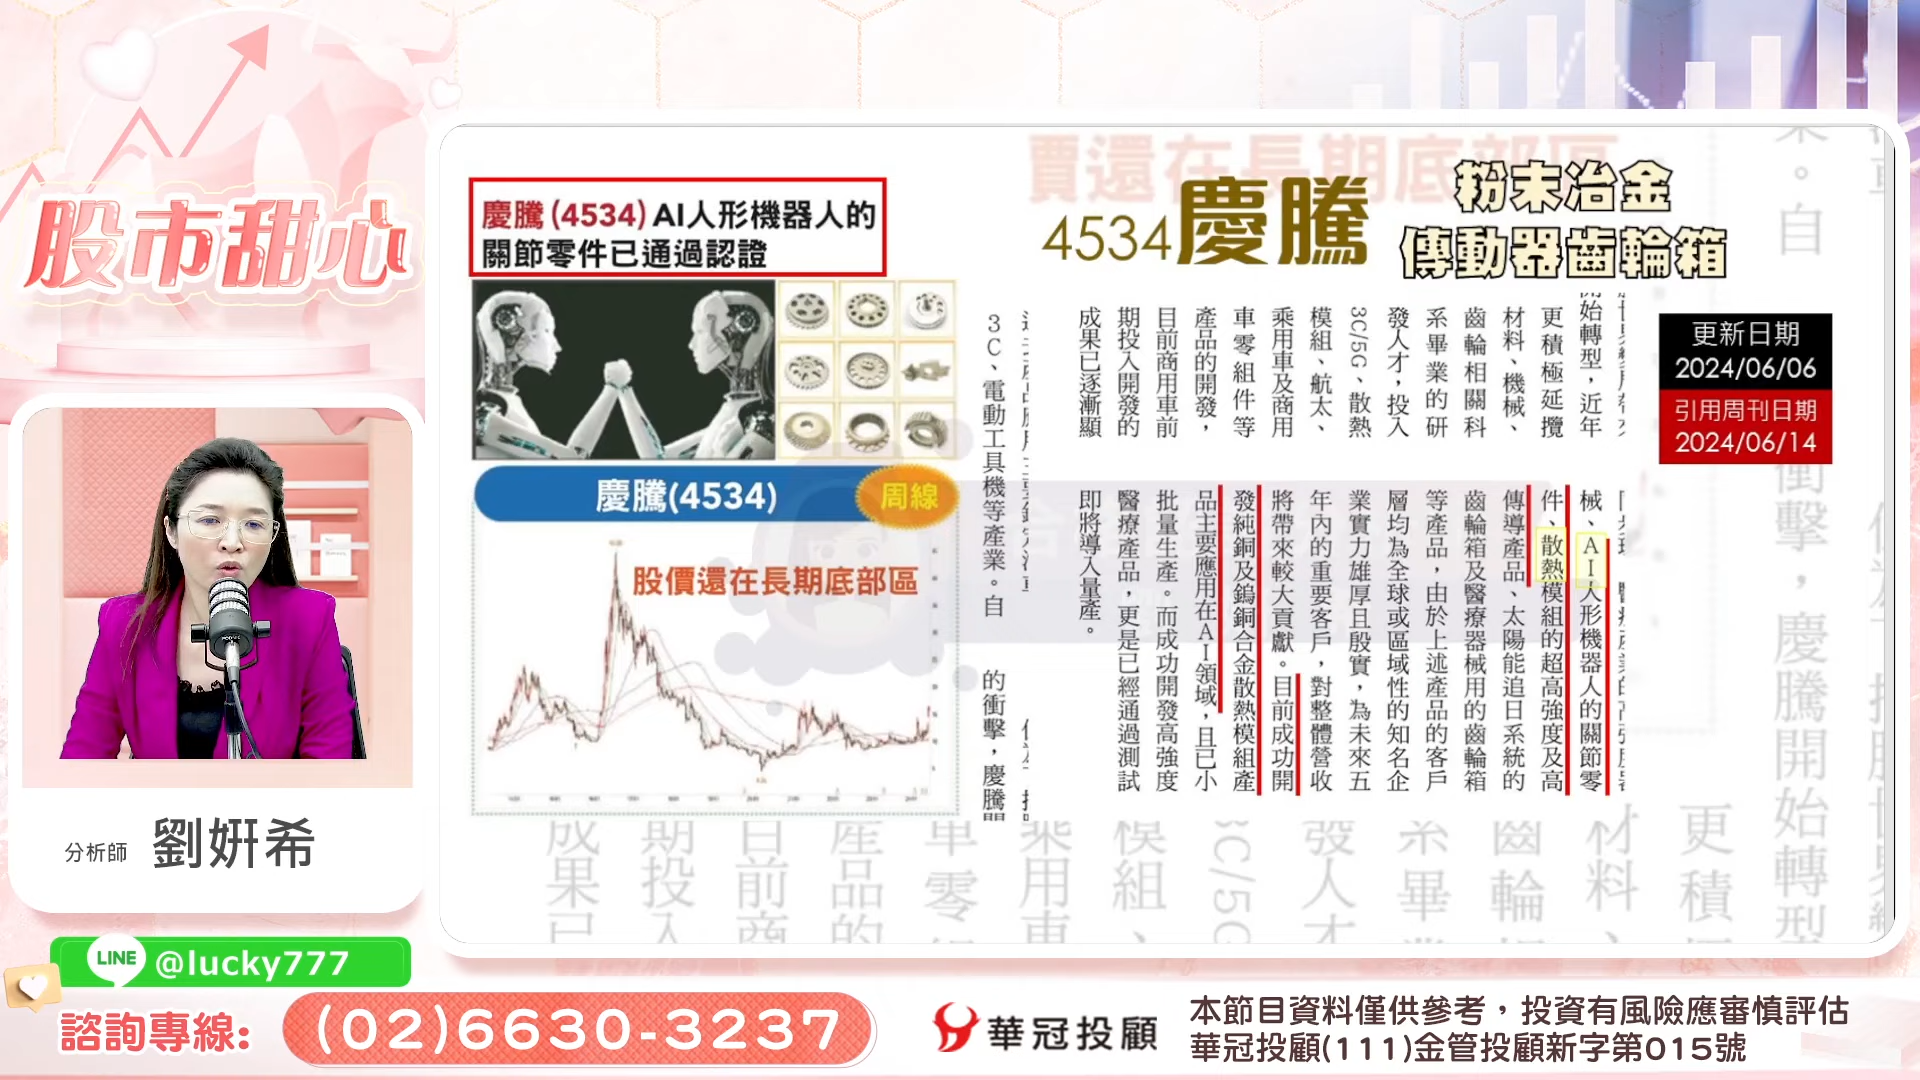 股市甜心
分析師 劉妍希
LINE @lucky777
諮詢專線:
(02)6630-3237
華冠投顧
本節目資料僅供參考，投資有風險應審慎評估
華冠投顧(111)金管投顧新字第015號
慶騰(4534)AI人形機器人的
關節零件已通過認證
慶騰(4534)
周線
股價還在長期底部區
4534慶騰
粉末冶金
傳動器齒輪箱
更新日期
2024/06/06
引用周刊日期
2024/06/14
開始轉型，近年
更積極延攬
材料、機械、
齒輪相關科
系畢業的研
發人才，投入
3C/5G、散熱
模組、航太、
乘用車及商用
車零組件等
產品的開發，
目前商用車前
期投入開發的
成果已逐漸顯
3C、電動工具機等產業。自
的衝擊，慶騰開
械、AI人形機器人的關節零
件、散熱模組的超高強度及高
傳導產品、太陽能追日系統的
齒輪箱及醫療器械用的齒輪箱
等產品，由於上述產品的客戶
層均為全球或區域性的知名企
業實力雄厚且殷實，為未來五
年內的重要客戶，對整體營收
將帶來較大貢獻。目前成功開
發純銅及鎢銅合金散熱模組產
品主要應用在AI領域，且已小
批量生產。而成功開發高強度
醫療產品，更是已經通過測試
即將導入量產。